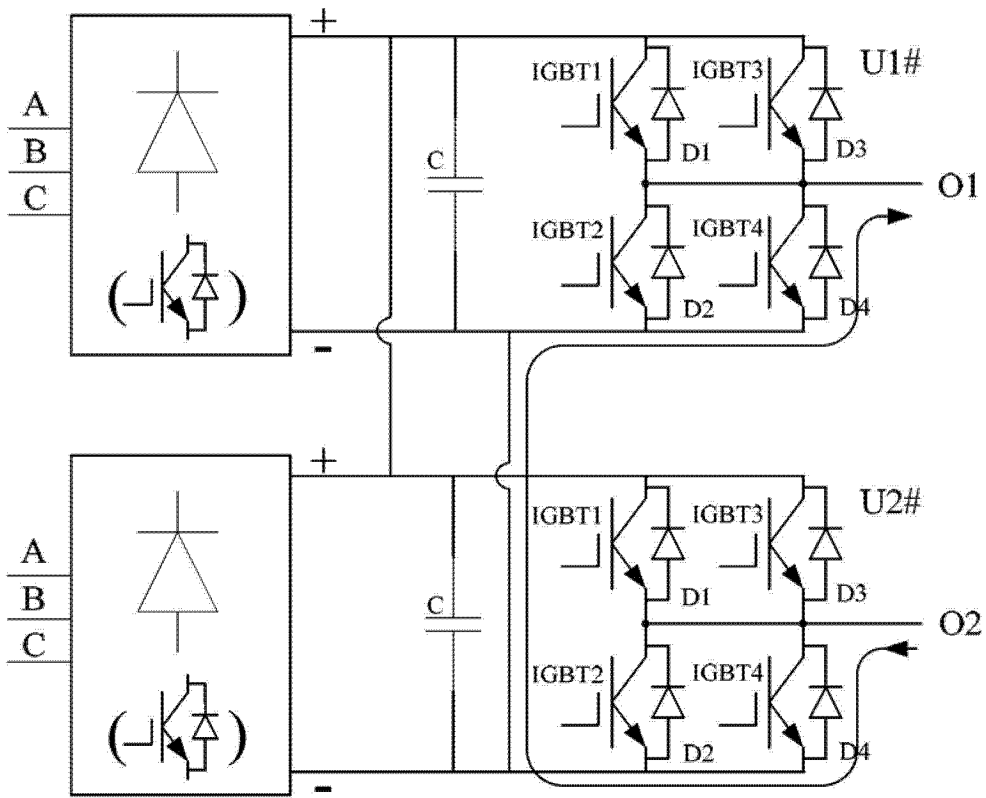 +
IGBT1 IGBT3 U1#
A
B
C
C
D1 D3
O1
IGBT2 IGBT4
( )
D2 D4
-
+
IGBT1 IGBT3 U2#
A
B
C
C
D1 D3
O2
IGBT2 IGBT4
( )
D2 D4
-